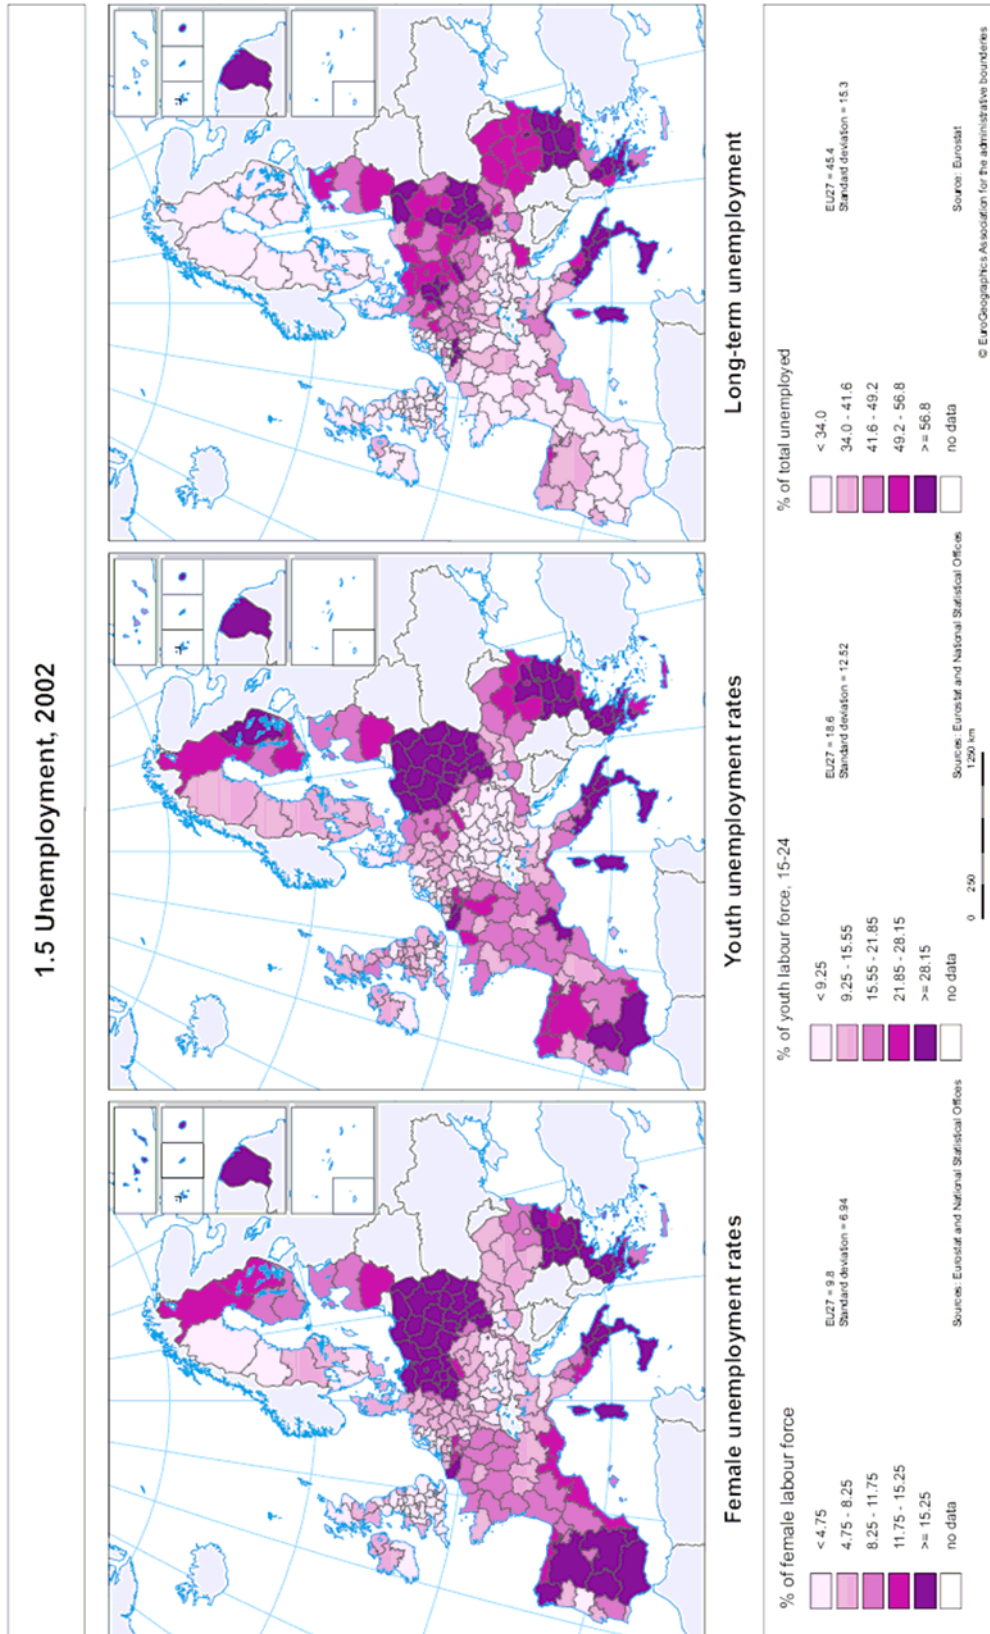 1.5 Unemployment, 2002
Female unemployment rates
Youth unemployment rates
Long-term unemployment
% of female labour force
< 4.75
4.75 - 8.25
8.25 - 11.75
11.75 - 15.25
>= 15.25
no data
EU27 = 9.8
Standard deviation = 6.94
Sources: Eurostat and National Statistical Offices
% of youth labour force, 15-24
< 9.25
9.25 - 15.55
15.55 - 21.85
21.85 - 28.15
>= 28.15
no data
EU27 = 18.6
Standard deviation = 12.52
Sources: Eurostat and National Statistical Offices
0 250 1250 km
% of total unemployed
< 34.0
34.0 - 41.6
41.6 - 49.2
49.2 - 56.8
>= 56.8
no data
EU27 = 45.4
Standard deviation = 15.3
Source: Eurostat
© EuroGeographics Association for the administrative bounderies